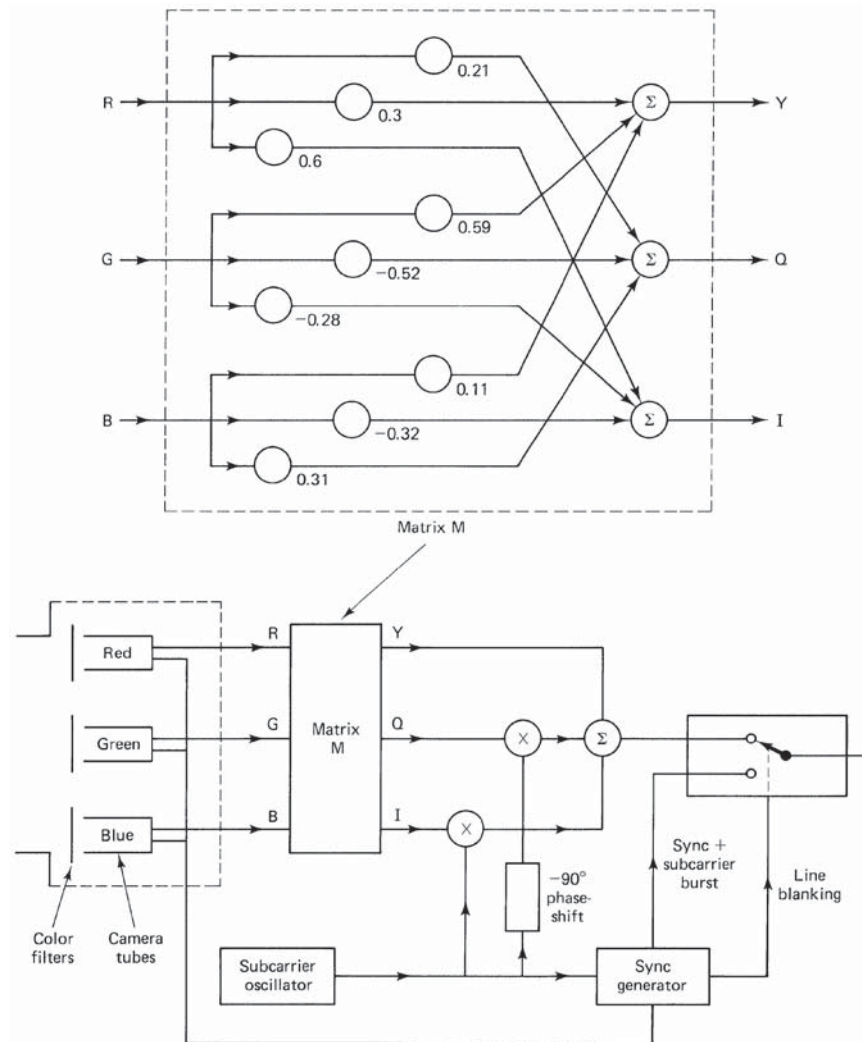 0.21
R
0.3
Σ
Y
0.6
0.59
G
-0.52
Σ
Q
-0.28
0.11
B
-0.32
Σ
I
0.31
Matrix M
R
Y
Red
G
Q
Matrix
M
X
Σ
Green
B
I
Blue
X
Sync +
subcarrier
burst
Line
blanking
-90°
phase-
shift
Color
filters
Camera
tubes
Subcarrier
oscillator
Sync
generator